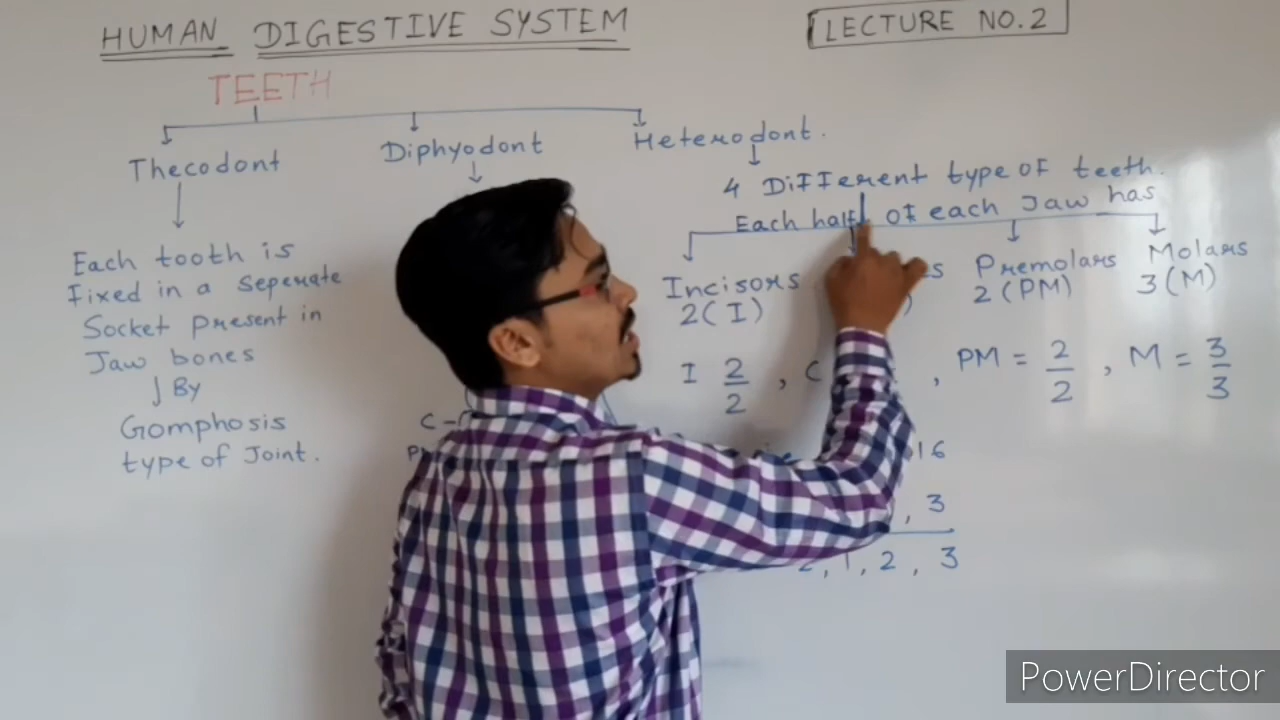 HUMAN DIGESTIVE SYSTEM
LECTURE NO.2
TEETH
Thecodont
Diphyodont
Heterodont.
Each tooth is
fixed in a seperate
Socket present in
Jaw bones
By
Gomphosis
type of Joint.
C-
4 Different type of teeth.
Each half of each Jaw has
Incisors
2(I)
Premolars
2(PM)
Molars
3(M)
I 2/2 , C , PM = 2/2 , M = 3/3
16
, 3
2, 1, 2, 3
PowerDirector